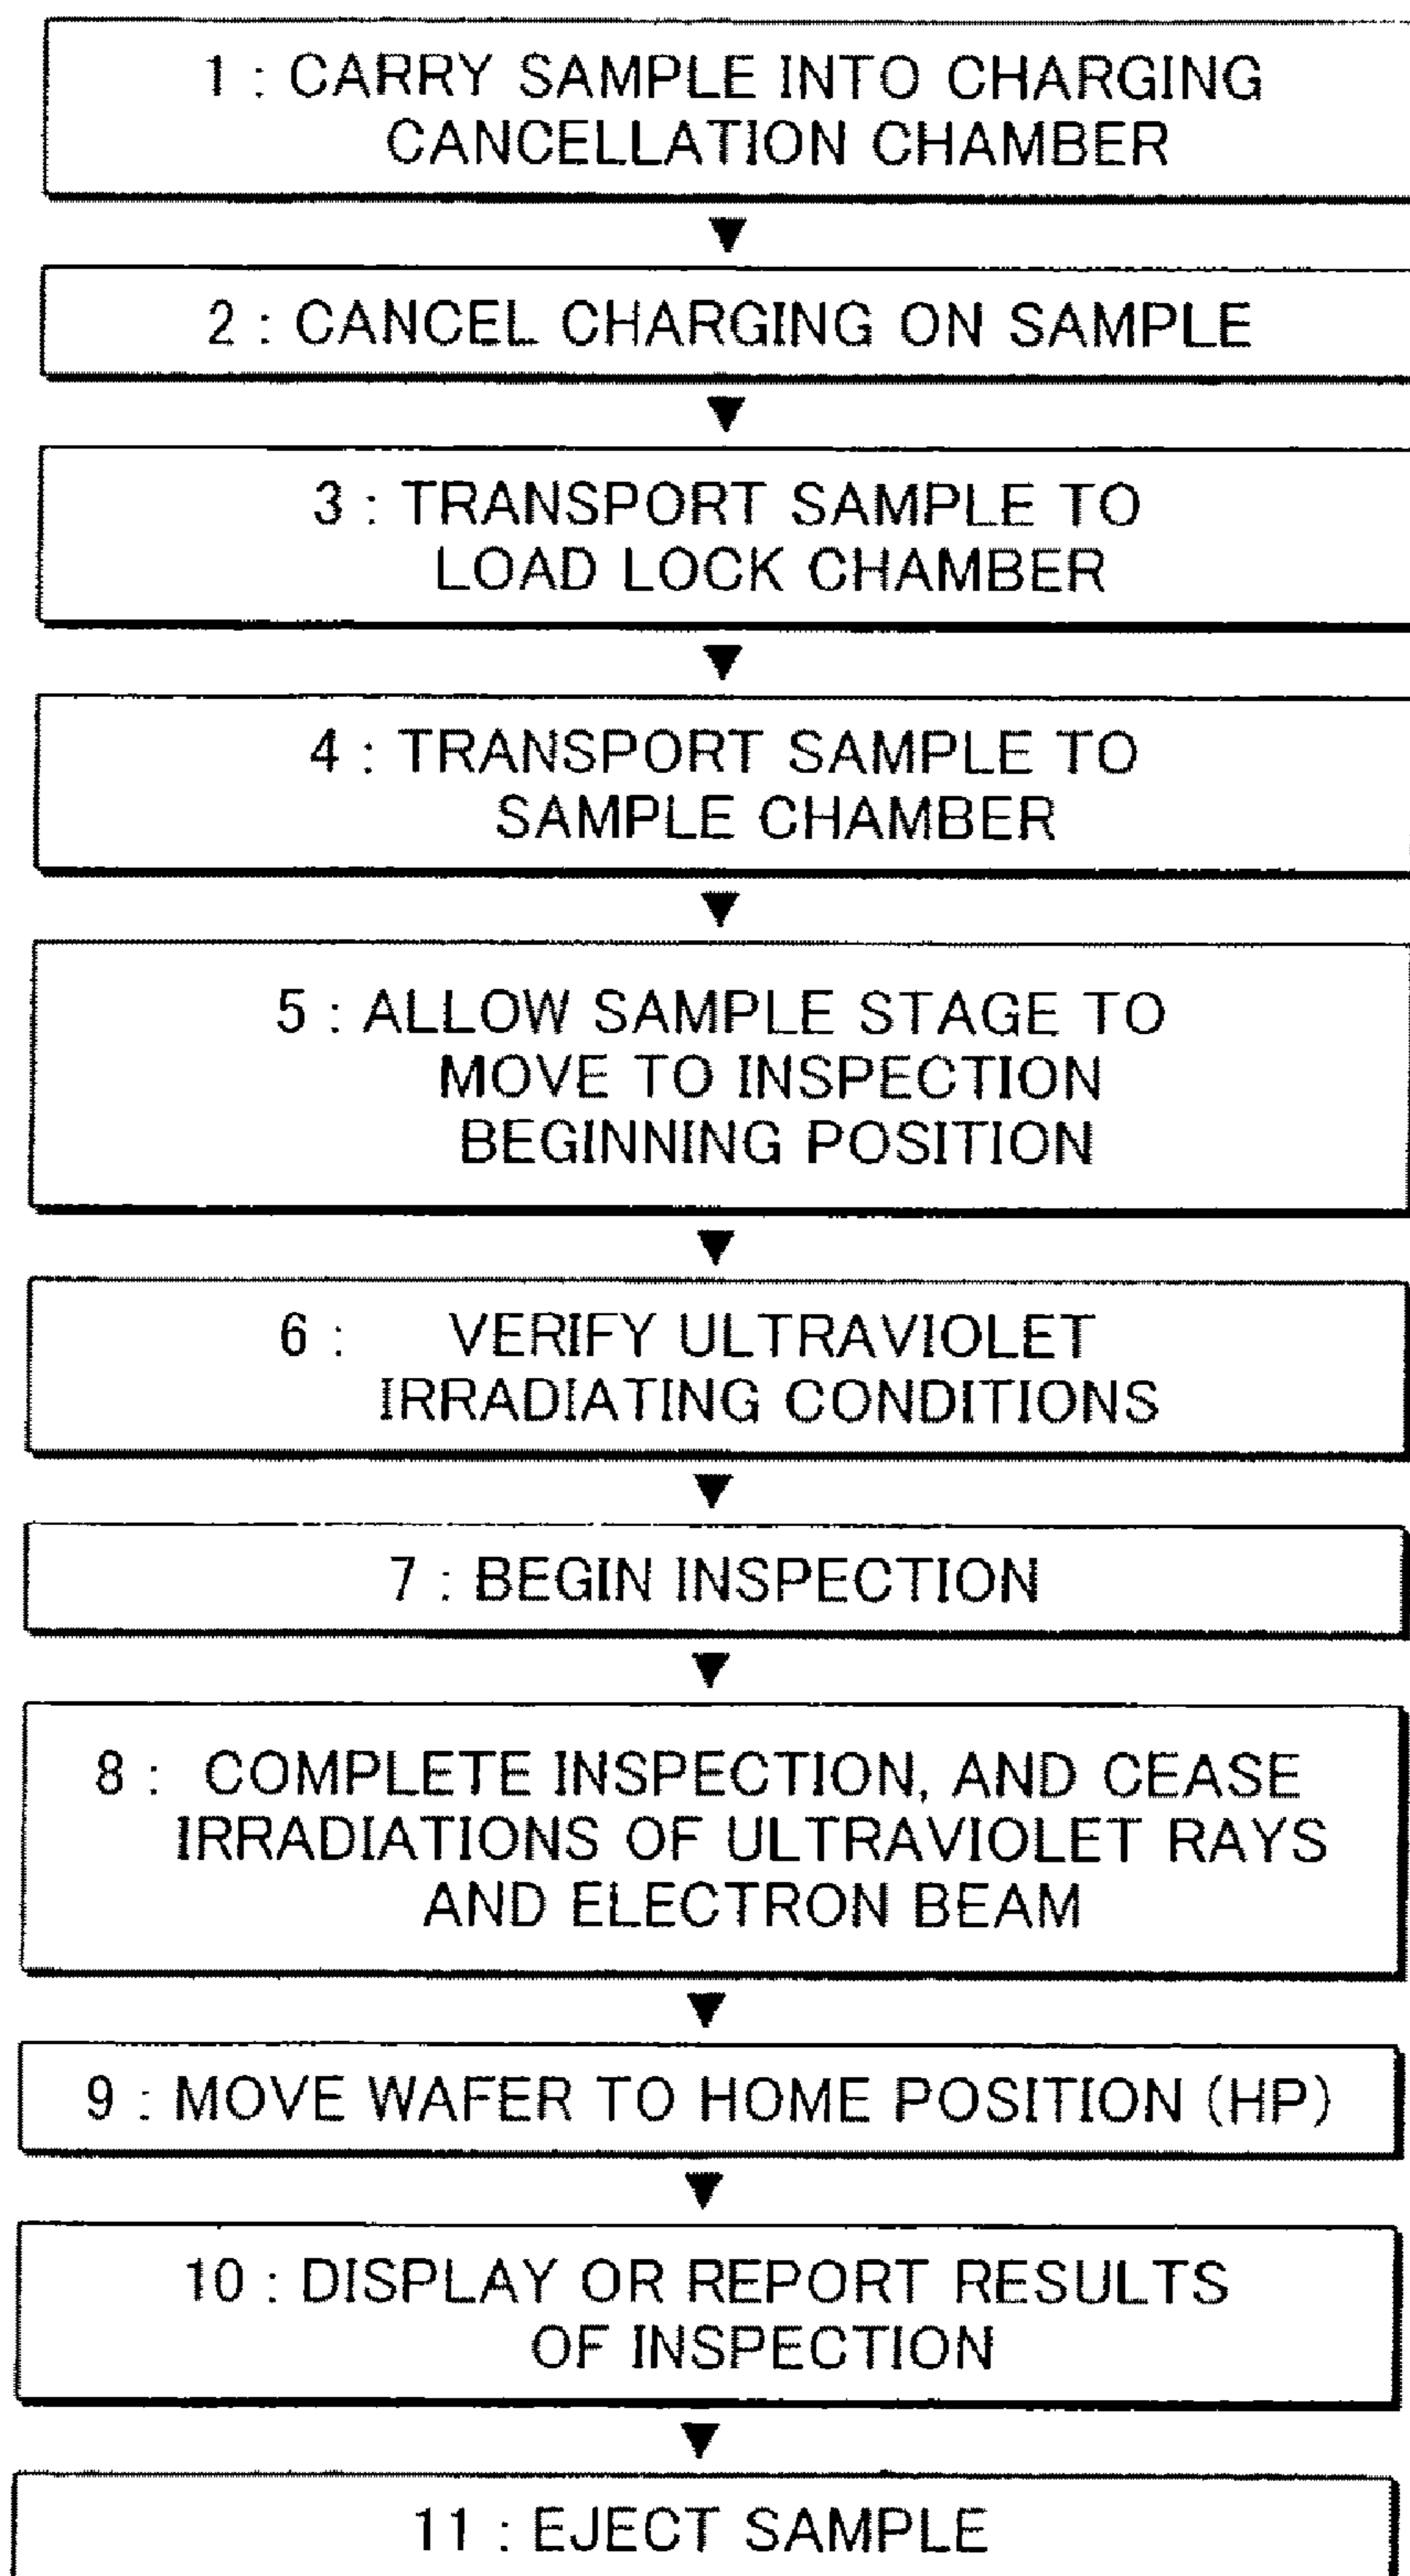 1 : CARRY SAMPLE INTO CHARGING
CANCELLATION CHAMBER
2 : CANCEL CHARGING ON SAMPLE
3 : TRANSPORT SAMPLE TO
LOAD LOCK CHAMBER
4 : TRANSPORT SAMPLE TO
SAMPLE CHAMBER
5 : ALLOW SAMPLE STAGE TO
MOVE TO INSPECTION
BEGINNING POSITION
6 : VERIFY ULTRAVIOLET
IRRADIATING CONDITIONS
7 : BEGIN INSPECTION
8 : COMPLETE INSPECTION, AND CEASE
IRRADIATIONS OF ULTRAVIOLET RAYS
AND ELECTRON BEAM
9 : MOVE WAFER TO HOME POSITION (HP)
10 : DISPLAY OR REPORT RESULTS
OF INSPECTION
11 : EJECT SAMPLE